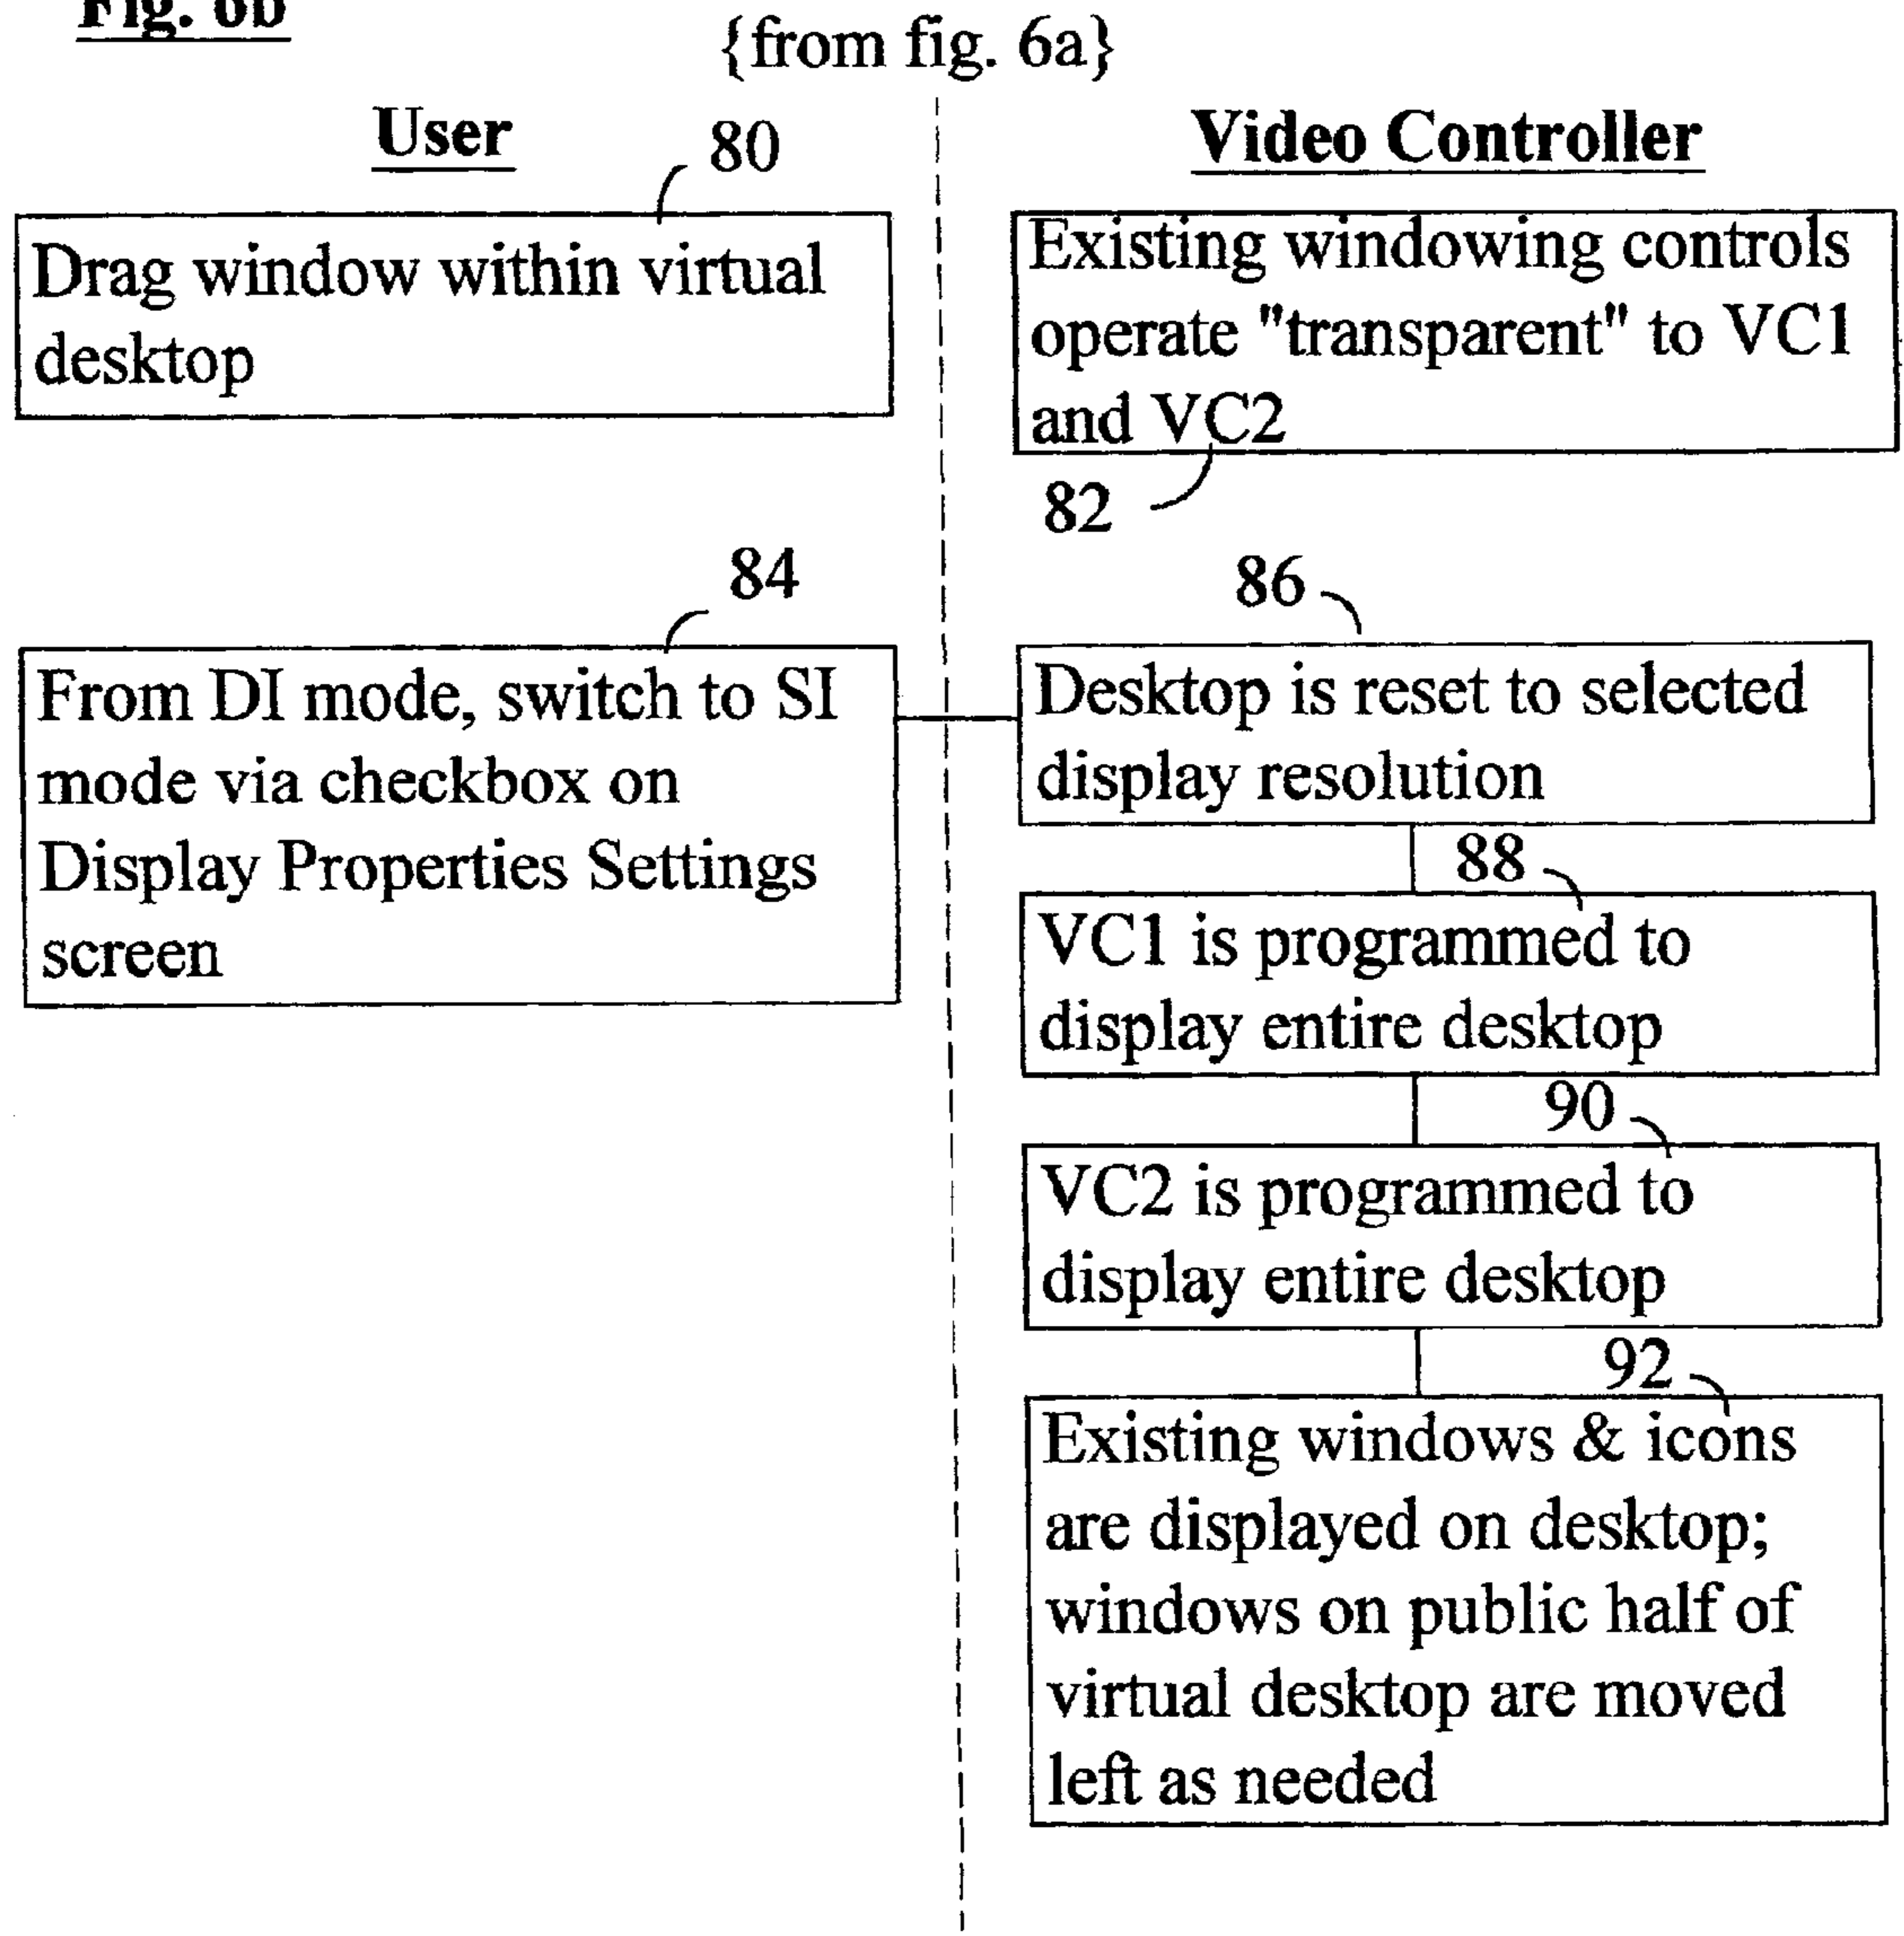 Fig. 6b
{from fig. 6a}
User
80
Video Controller
Drag window within virtual
desktop
Existing windowing controls
operate "transparent" to VC1
and VC2
82
84
86
From DI mode, switch to SI
mode via checkbox on
Display Properties Settings
screen
Desktop is reset to selected
display resolution
88
VC1 is programmed to
display entire desktop
90
VC2 is programmed to
display entire desktop
92
Existing windows & icons
are displayed on desktop;
windows on public half of
virtual desktop are moved
left as needed